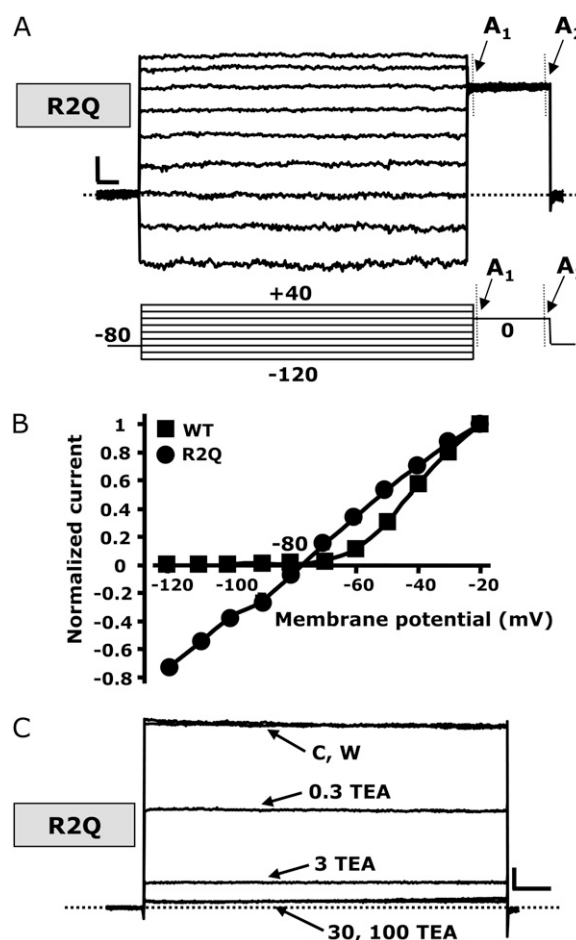 A
A1 A2
R2Q
+40
A1 A2
-80
0
-120
B
Normalized current
1
0.8
0.6
0.4
0.2
0
-0.2
-0.4
-0.6
-0.8
WT
R2Q
-80
-120 -100 -60 -40 -20
Membrane potential (mV)
C
C, W
0.3 TEA
R2Q
3 TEA
30, 100 TEA